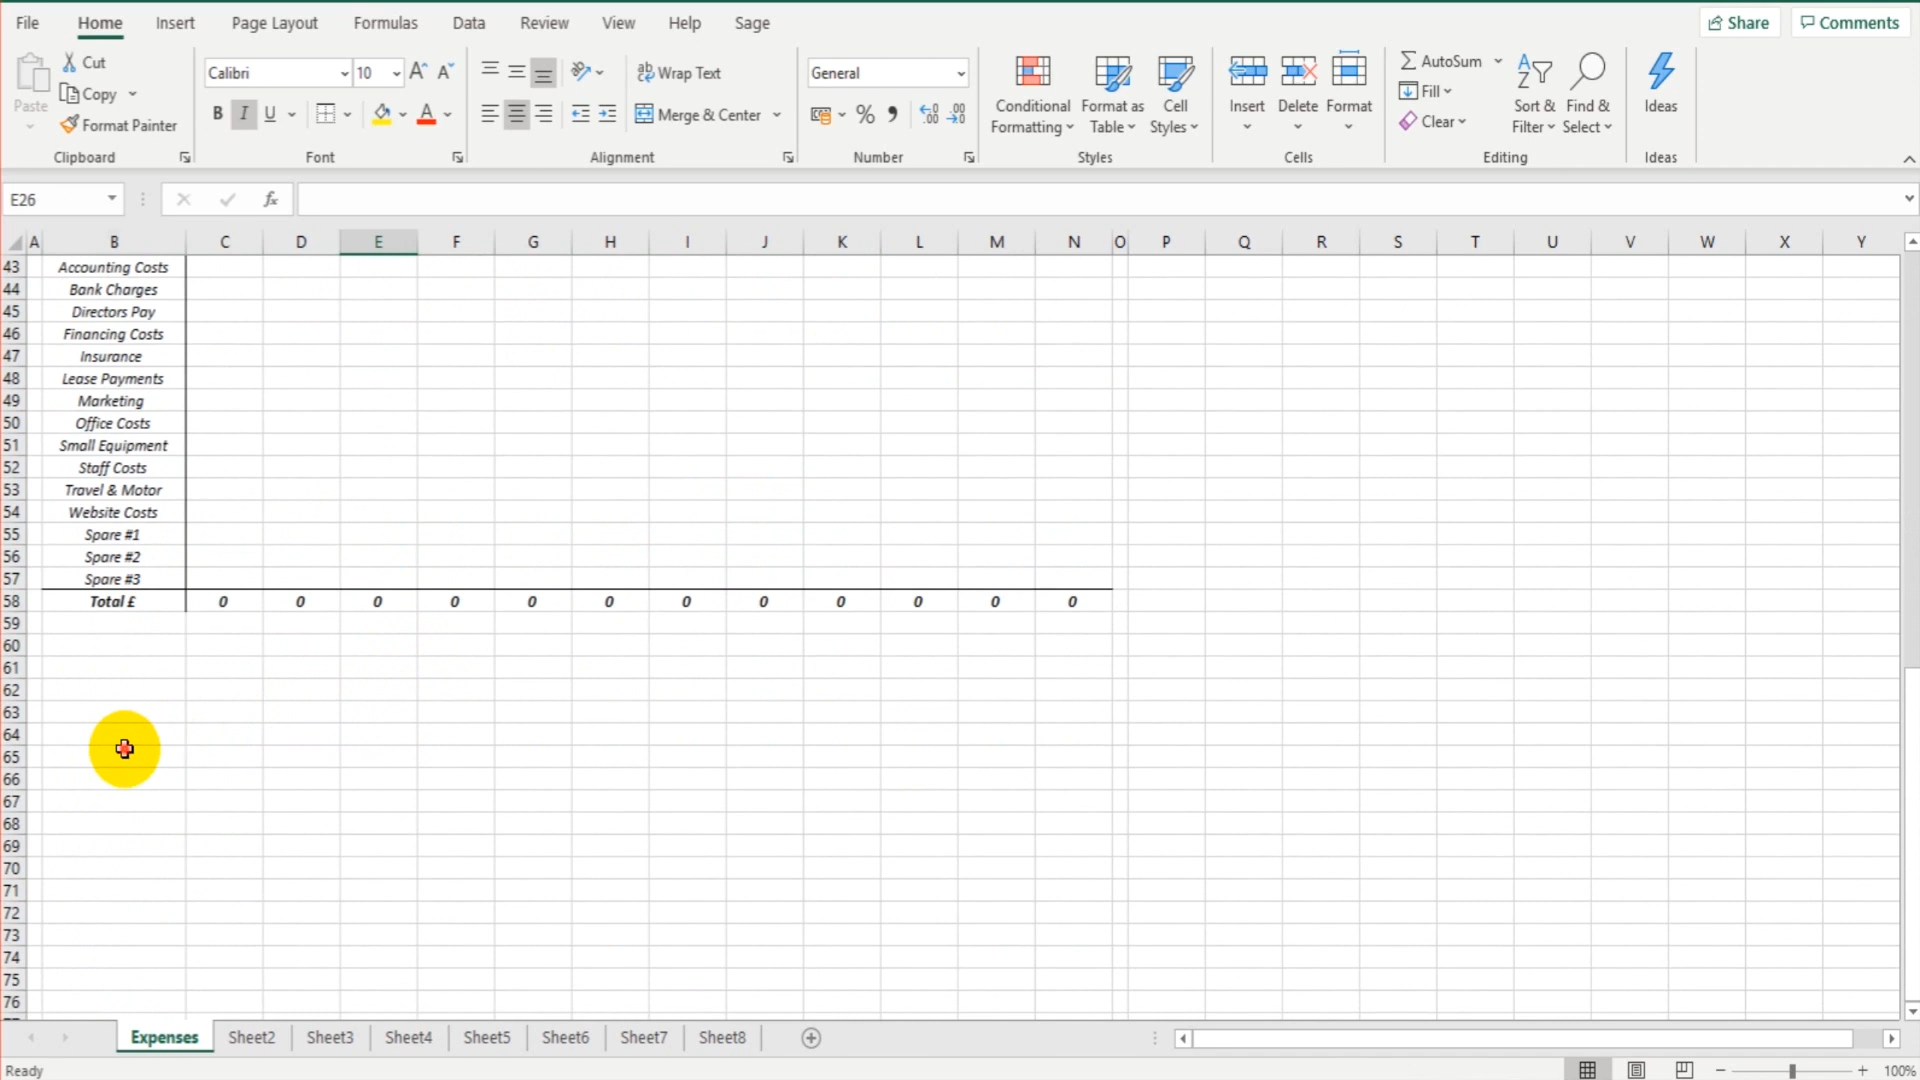 File Home Insert Page Layout Formulas Data Review View Help Sage Share Comments
Paste Cut Copy Format Painter Clipboard
Calibri 10 A A B I U A Font
ab Wrap Text Merge & Center Alignment
General % Number
Conditional Formatting Format as Table Cell Styles Styles
Insert Delete Format Cells
AutoSum Fill Clear Sort & Filter Find & Select Editing
Ideas Ideas
E26 fx
A B C D E F G H I J K L M N O P Q R S T U V W X Y
43 Accounting Costs
44 Bank Charges
45 Directors Pay
46 Financing Costs
47 Insurance
48 Lease Payments
49 Marketing
50 Office Costs
51 Small Equipment
52 Staff Costs
53 Travel & Motor
54 Website Costs
55 Spare #1
56 Spare #2
57 Spare #3
58 Total £ 0 0 0 0 0 0 0 0 0 0 0 0
59
60
61
62
63
64
65
66
67
68
69
70
71
72
73
74
75
76
Expenses Sheet2 Sheet3 Sheet4 Sheet5 Sheet6 Sheet7 Sheet8
Ready 100%